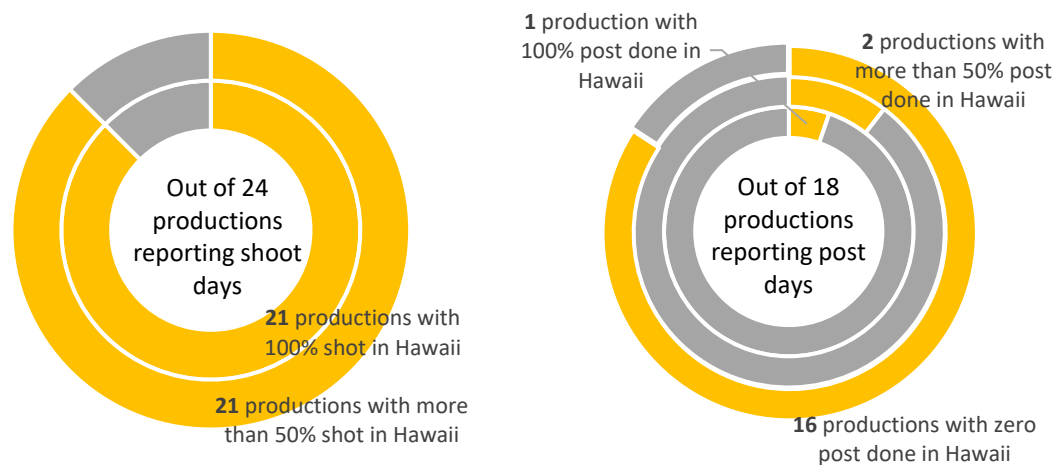 Out of 24
productions
reporting shoot
days
21 productions with
100% shot in Hawaii
21 productions with more
than 50% shot in Hawaii
1 production with
100% post done in
Hawaii
2 productions with
more than 50% post
done in Hawaii
Out of 18
productions
reporting post
days
16 productions with zero
post done in Hawaii